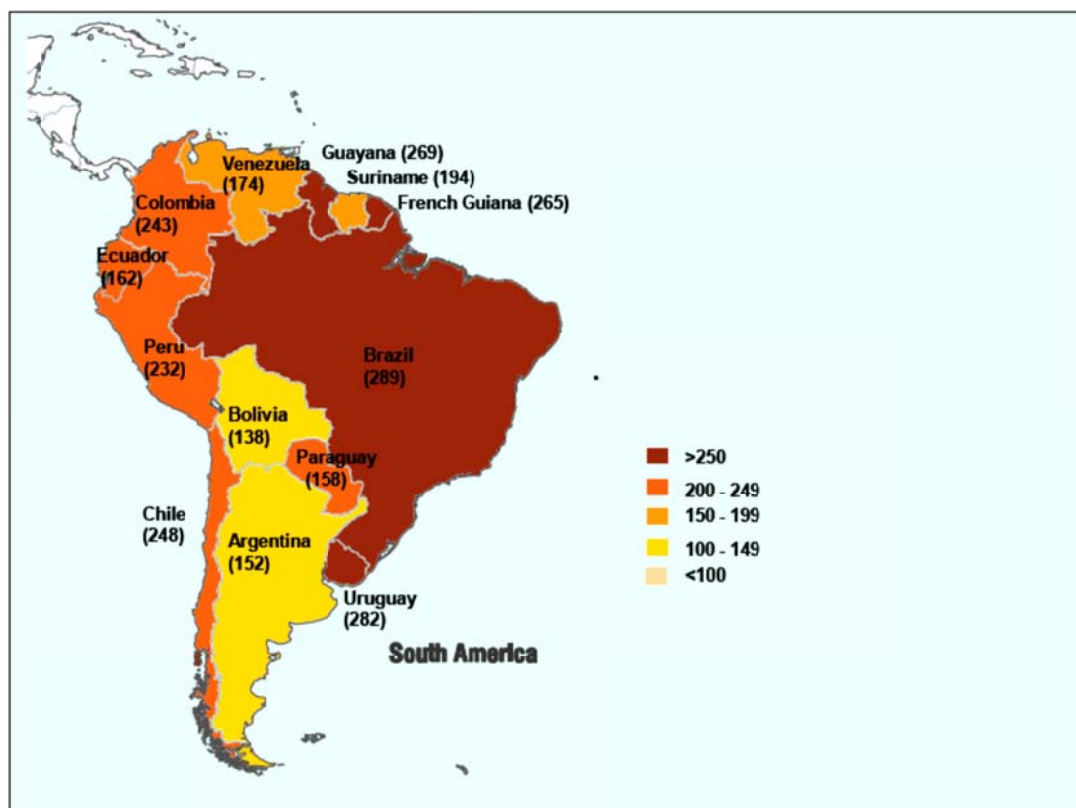 Guayana (269)
Venezuela
(174)
Suriname (194)
French Guiana (265)
Colombia
(243)
Ecuador
(162)
Peru
(232)
Brazil
(289)
Bolivia
(138)
Paraguay
(158)
Chile
(248)
Argentina
(152)
Uruguay
(282)
South America
>250
200 - 249
150 - 199
100 - 149
<100